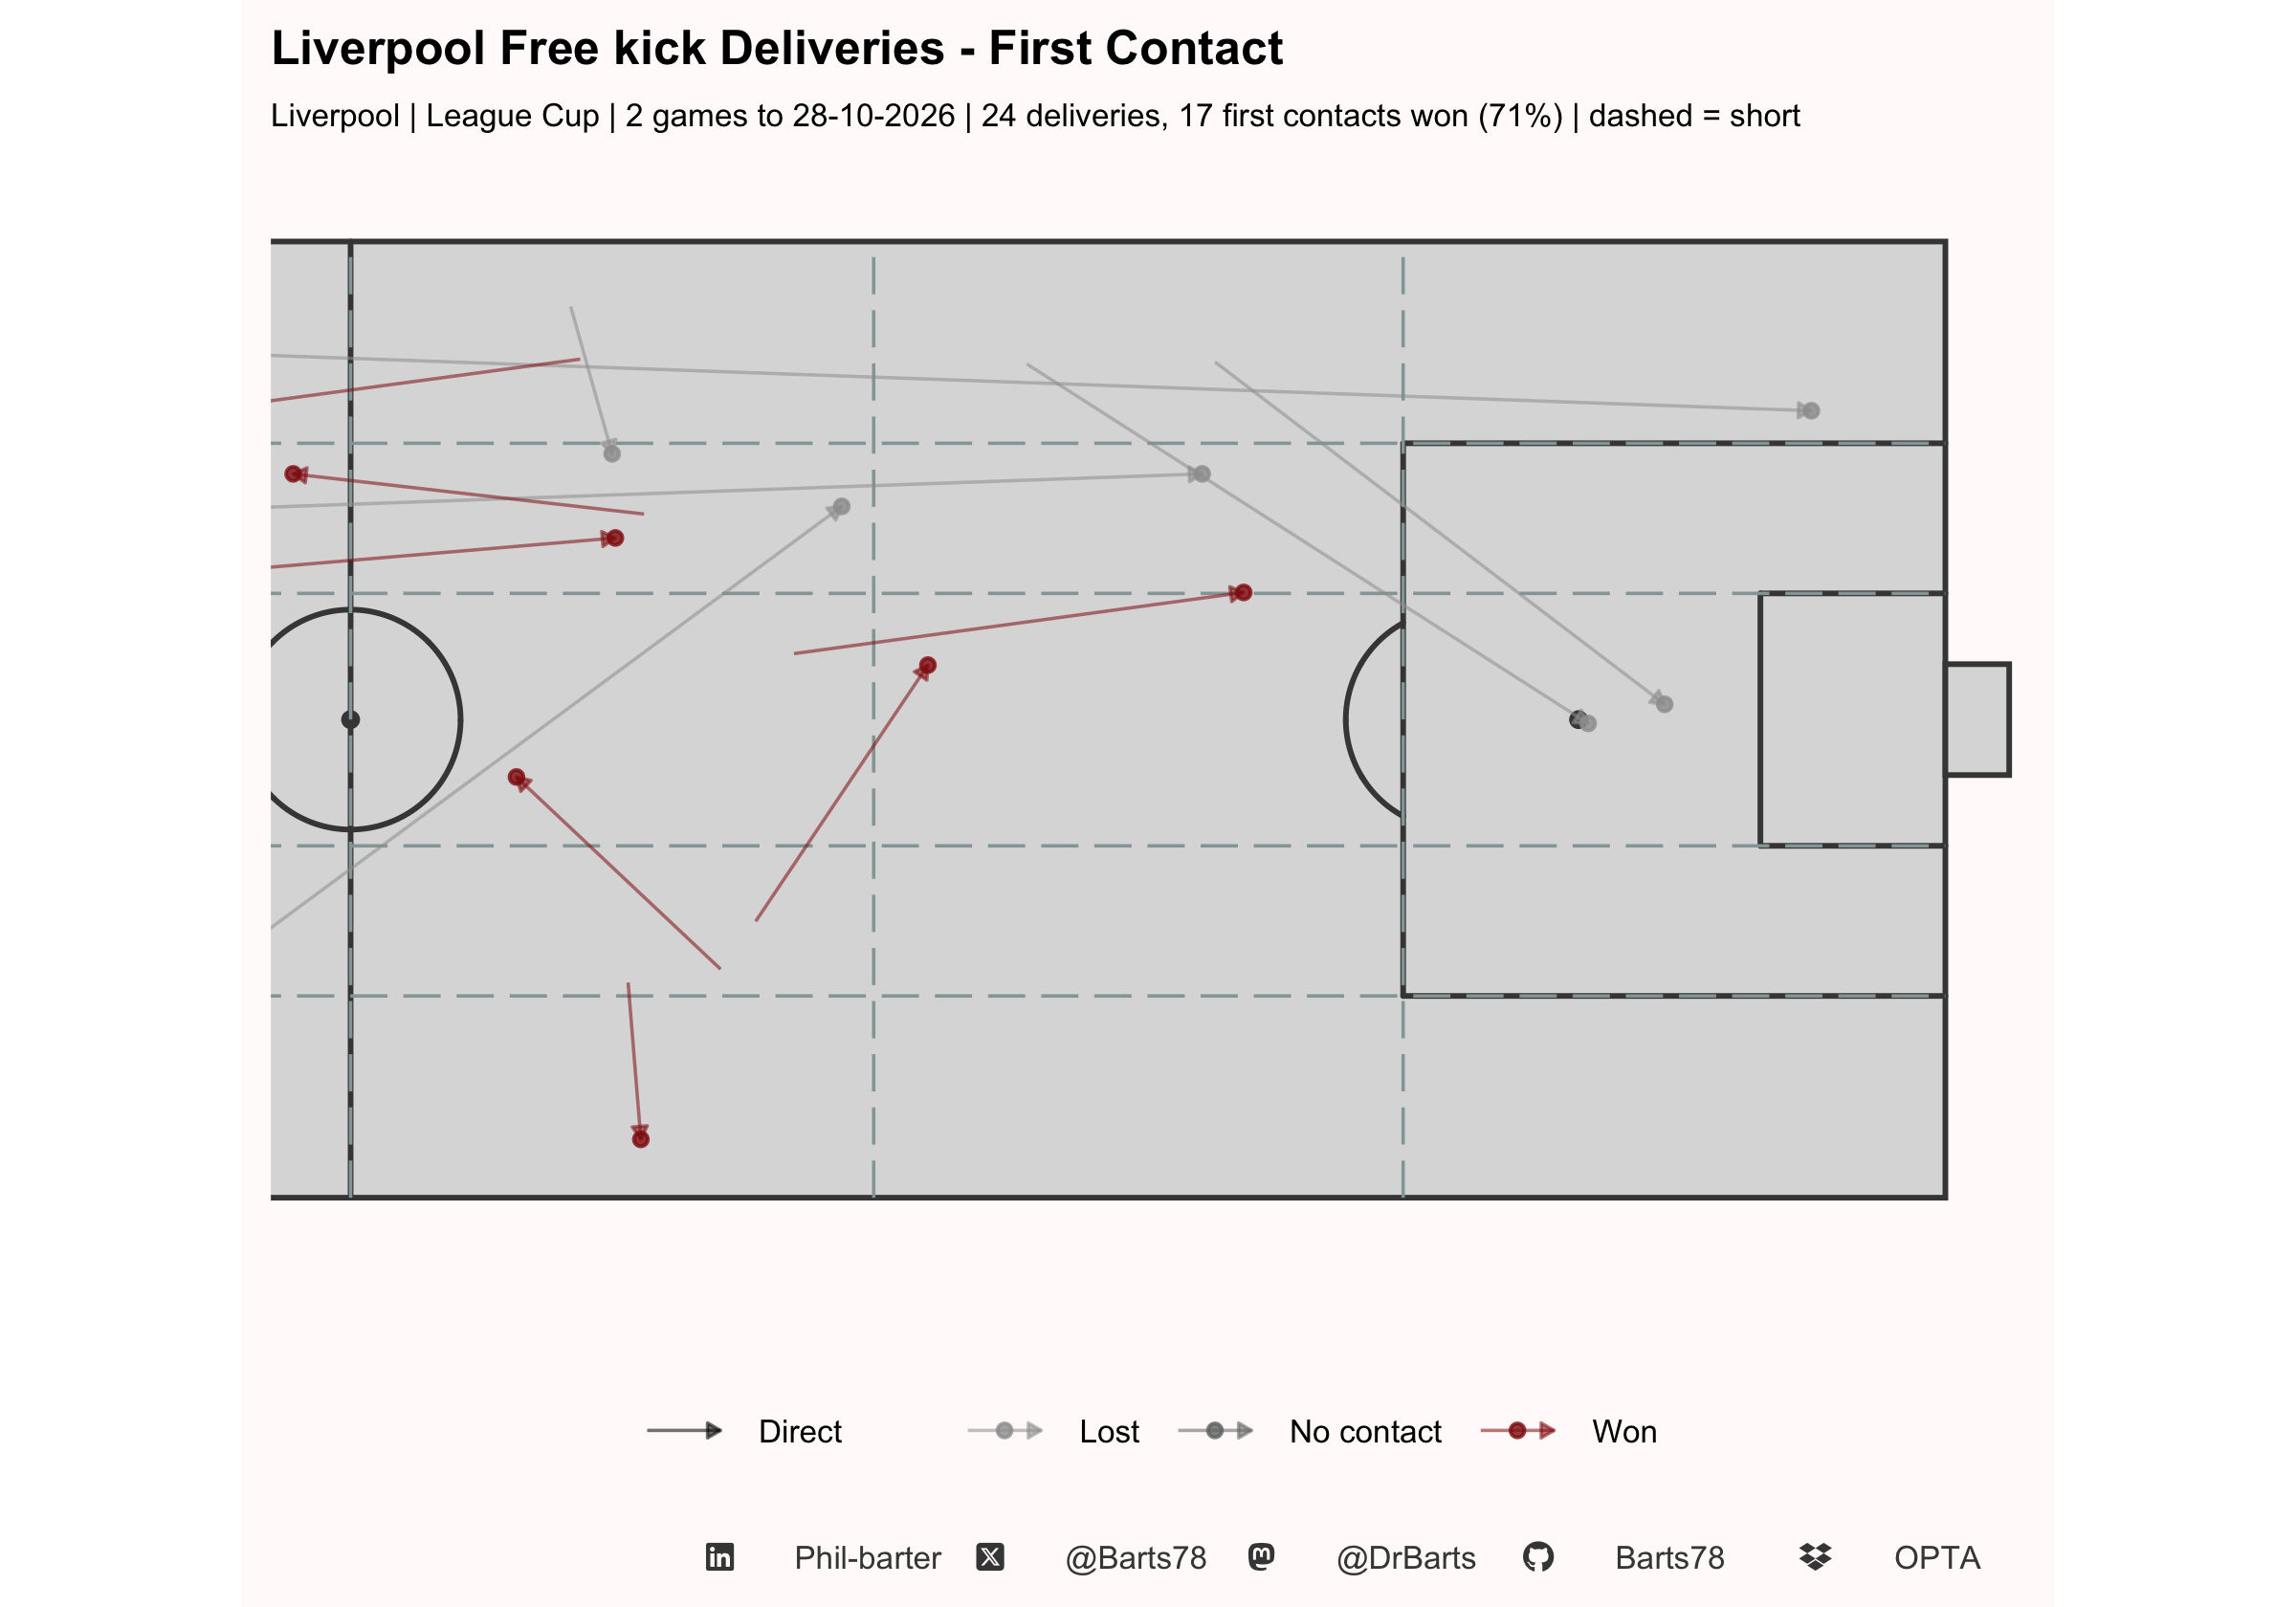 Liverpool Free kick Deliveries - First Contact
Liverpool | League Cup | 2 games to 28-10-2026 | 24 deliveries, 17 first contacts won (71%) | dashed = short
Direct Lost No contact Won
Phil-barter @Barts78 @DrBarts Barts78 OPTA